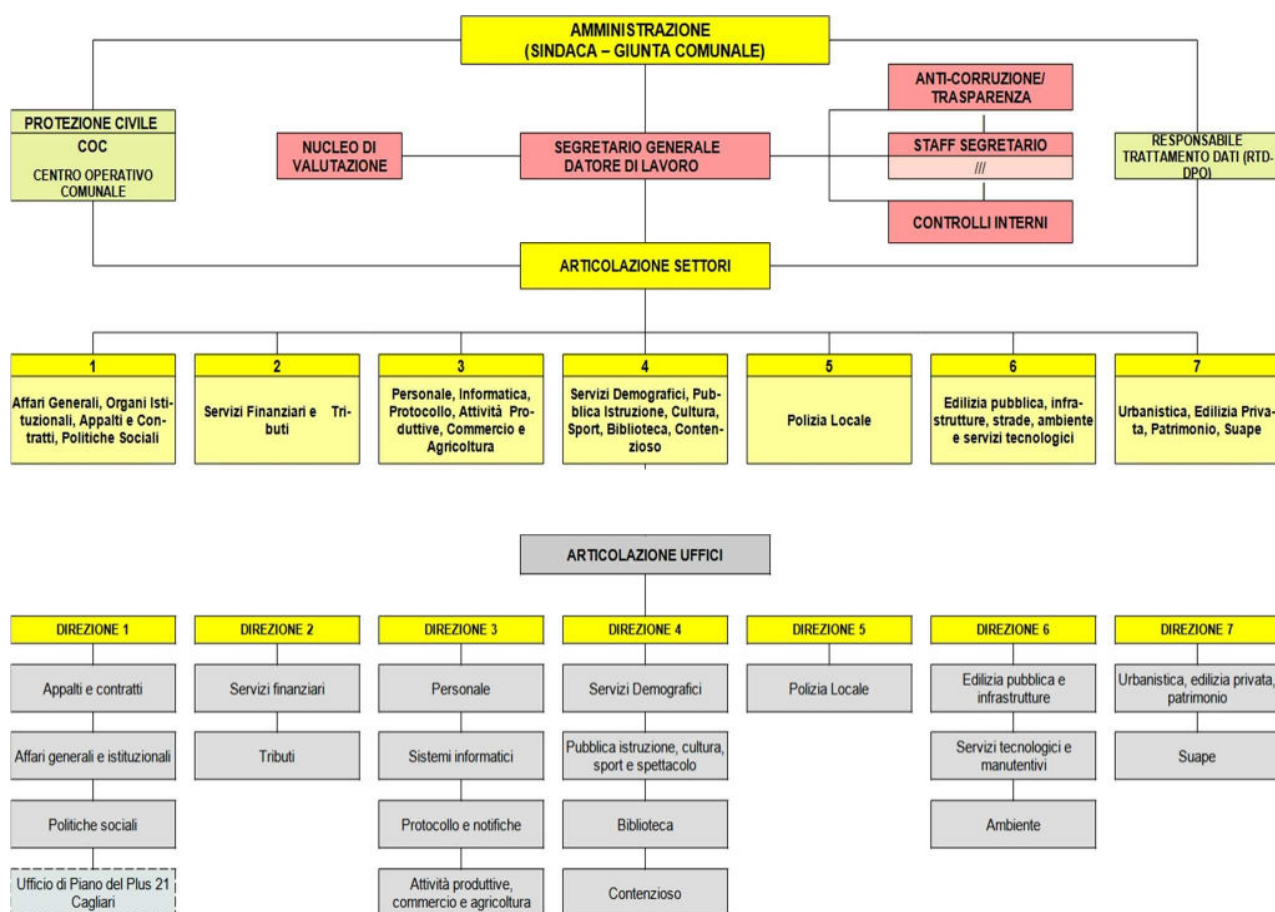 AMMINISTRAZIONE
(SINDACA – GIUNTA COMUNALE)
ANTI-CORRUZIONE/
TRASPARENZA
PROTEZIONE CIVILE
COC
CENTRO OPERATIVO
COMUNALE
NUCLEO DI
VALUTAZIONE
SEGRETARIO GENERALE
DATORE DI LAVORO
STAFF SEGRETARIO
///
RESPONSABILE
TRATTAMENTO DATI (RTD-
DPO)
CONTROLLI INTERNI
ARTICOLAZIONE SETTORI
1
Affari Generali, Organi Isti-
tuzionali, Appalti e Con-
tratti, Politiche Sociali
2
Servizi Finanziari e Tri-
buti
3
Personale, Informatica,
Protocollo, Attività Pro-
duttive, Commercio e
Agricoltura
4
Servizi Demografici, Pub-
blica Istruzione, Cultura,
Sport, Biblioteca, Conten-
zioso
5
Polizia Locale
6
Edilizia pubblica, infra-
strutture, strade, ambiente
e servizi tecnologici
7
Urbanistica, Edilizia Priva-
ta, Patrimonio, Suape
ARTICOLAZIONE UFFICI
DIREZIONE 1
Appalti e contratti
Affari generali e istituzionali
Politiche sociali
Ufficio di Piano del Plus 21
Cagliari
DIREZIONE 2
Servizi finanziari
Tributi
DIREZIONE 3
Personale
Sistemi informatici
Protocollo e notifiche
Attività produttive,
commercio e agricoltura
DIREZIONE 4
Servizi Demografici
Pubblica istruzione, cultura,
sport e spettacolo
Biblioteca
Contenzioso
DIREZIONE 5
Polizia Locale
DIREZIONE 6
Edilizia pubblica e
infrastrutture
Servizi tecnologici e
manutentivi
Ambiente
DIREZIONE 7
Urbanistica, edilizia privata,
patrimonio
Suape